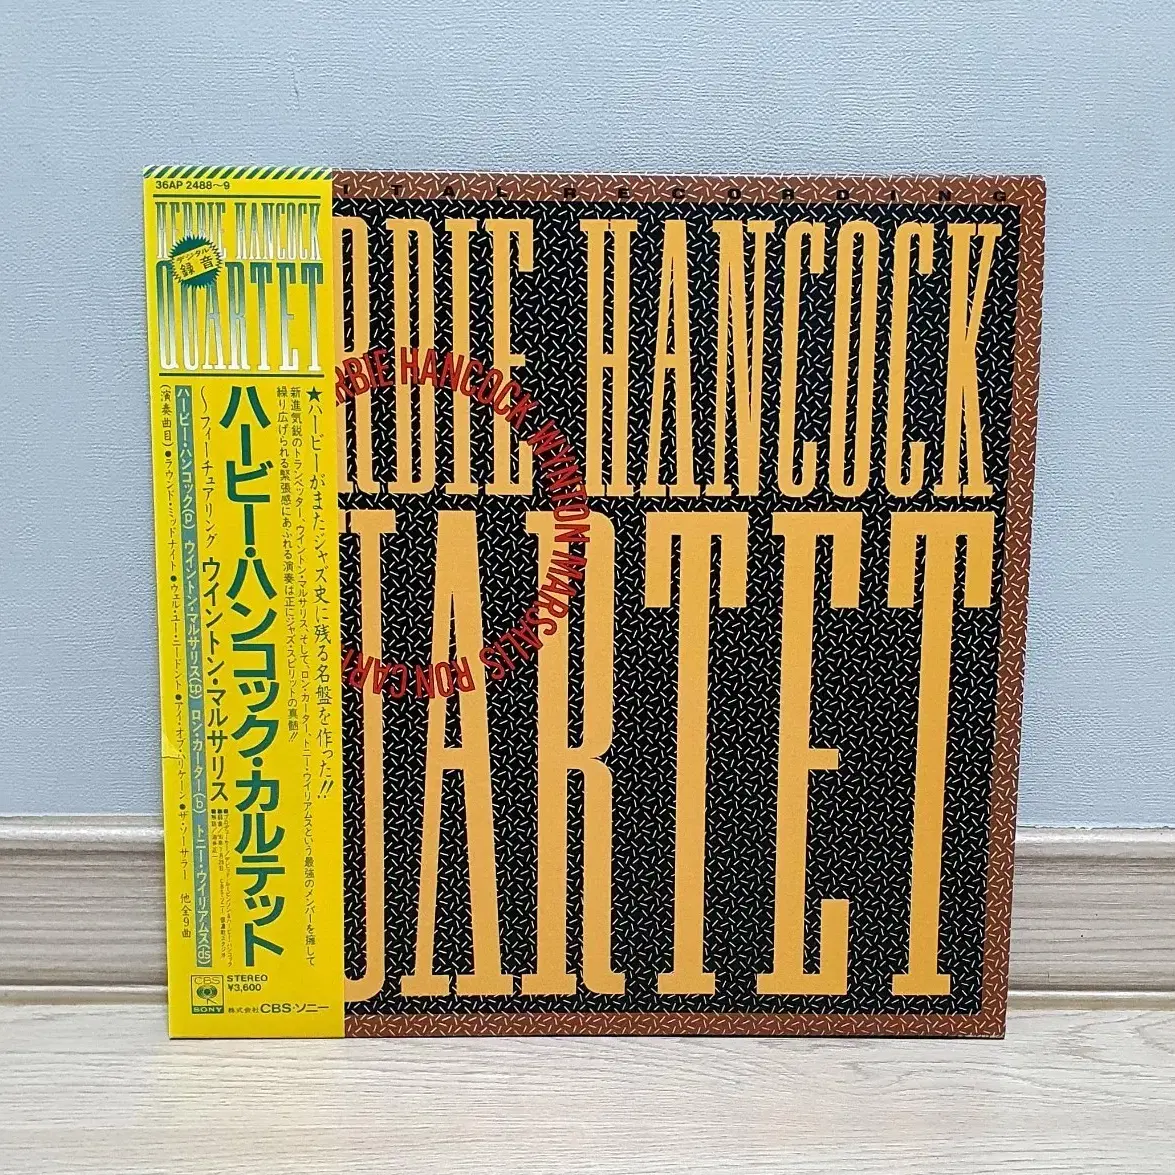 36AP 2488〜9
HERBIE HANCOCK
QUARTET
デジタル
録音
★ハービーがまたジャズ史に残る名盤を作った!!
新進気鋭のトランペッター、ウイントン・マルサリス、そして、ロン・カーター、トニー・ウイリアムスという最強のメンバーを擁して
繰り広げられる緊張感にあふれる演奏は正にジャズ・スピリットの真髄!!
ハービー・ハンコック・カルテット
〜フィーチュアリング ウイントン・マルサリス
ハービー・ハンコック(p) ウイントン・マルサリス(tp) ロン・カーター(b) トニー・ウイリアムス(ds)
(演奏曲目)●ラウンド・ミッドナイト●ウェル・ユー・ニードント●アイ・オブ・ハリケーン●ザ・ソーサラー 他全9曲
CBS
SONY
STEREO
¥3,600
株式会社CBS・ソニー
ITAL RECORDING
RBIE HANCOCK
ARTET
RBIE HANCOCK WYNTON MARSALIS RON CART